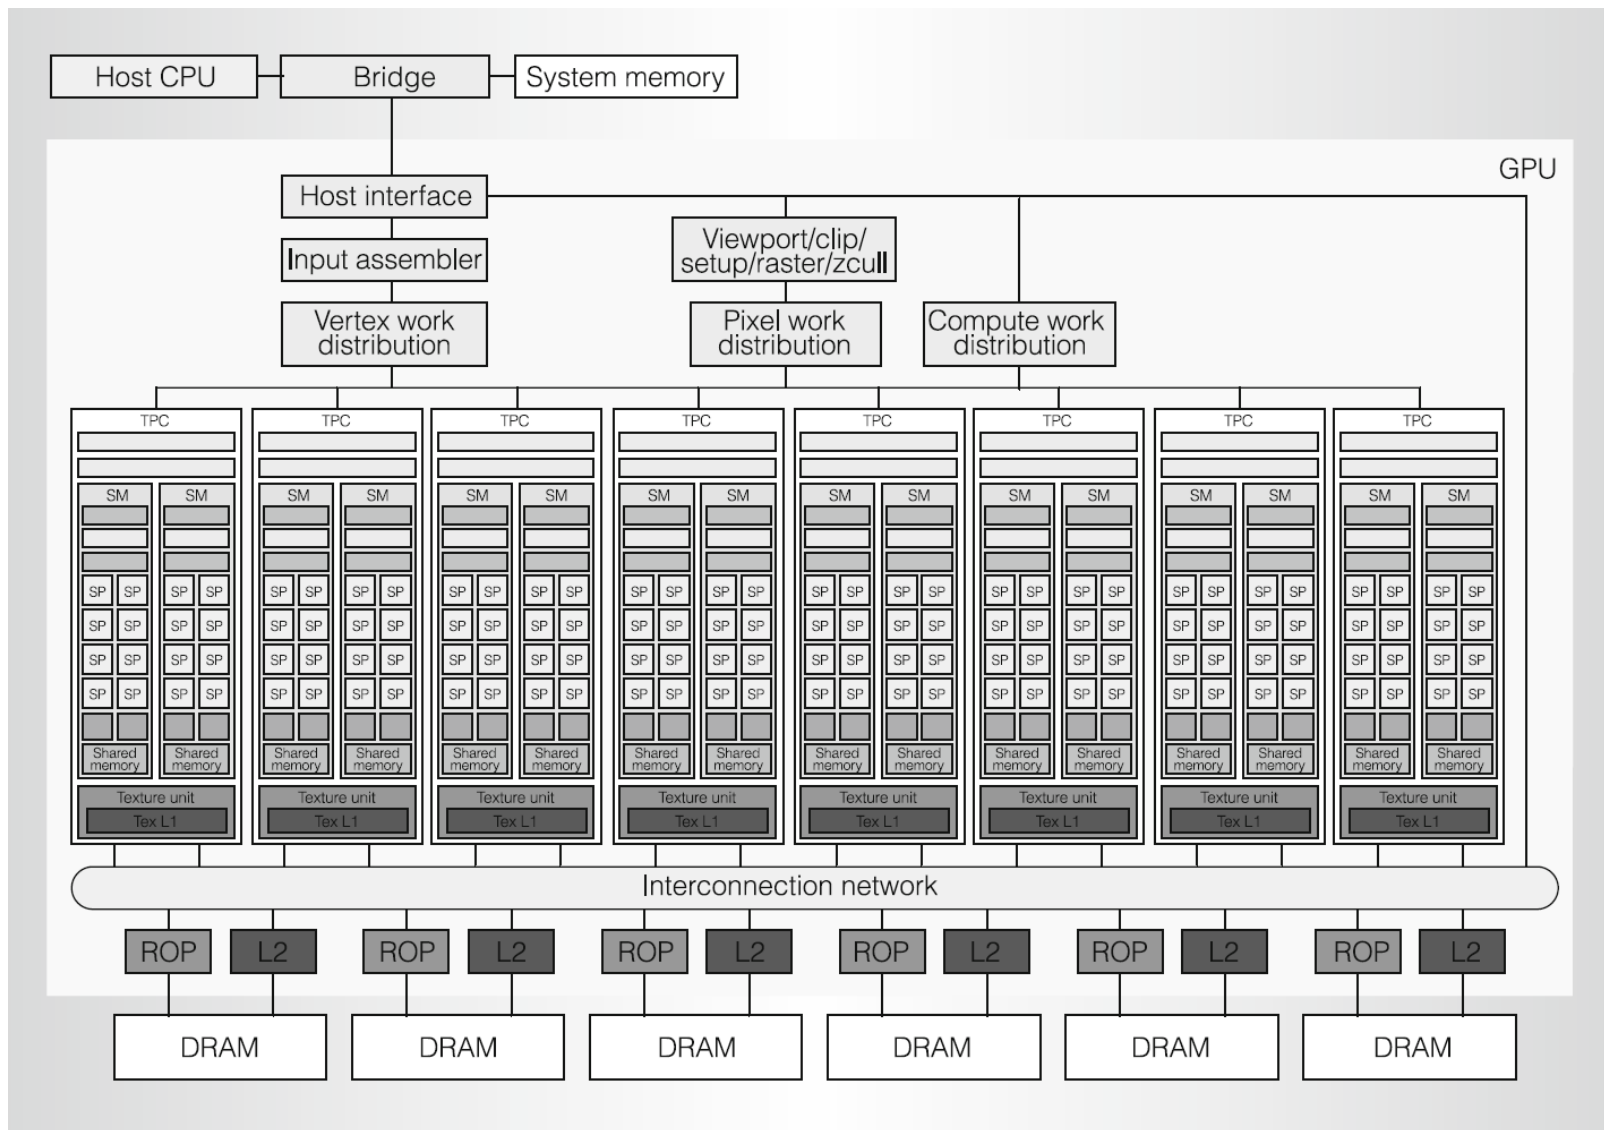 Host CPU
Bridge
System memory
GPU
Host interface
Input assembler
Viewport/clip/
setup/raster/zcull
Vertex work
distribution
Pixel work
distribution
Compute work
distribution
TPC TPC TPC TPC TPC TPC TPC TPC
SM SM SM SM SM SM SM SM SM SM SM SM SM SM SM SM
SP SP SP SP SP SP SP SP SP SP SP SP SP SP SP SP SP SP SP SP SP SP SP SP SP SP SP SP SP SP SP SP
SP SP SP SP SP SP SP SP SP SP SP SP SP SP SP SP SP SP SP SP SP SP SP SP SP SP SP SP SP SP SP SP
SP SP SP SP SP SP SP SP SP SP SP SP SP SP SP SP SP SP SP SP SP SP SP SP SP SP SP SP SP SP SP SP
SP SP SP SP SP SP SP SP SP SP SP SP SP SP SP SP SP SP SP SP SP SP SP SP SP SP SP SP SP SP SP SP
Shared Shared Shared Shared Shared Shared Shared Shared Shared Shared Shared Shared Shared Shared Shared Shared
memory memory memory memory memory memory memory memory memory memory memory memory memory memory memory memory
Texture unit Texture unit Texture unit Texture unit Texture unit Texture unit Texture unit Texture unit
Tex L1 Tex L1 Tex L1 Tex L1 Tex L1 Tex L1 Tex L1 Tex L1
Interconnection network
ROP L2 ROP L2 ROP L2 ROP L2 ROP L2 ROP L2
DRAM DRAM DRAM DRAM DRAM DRAM